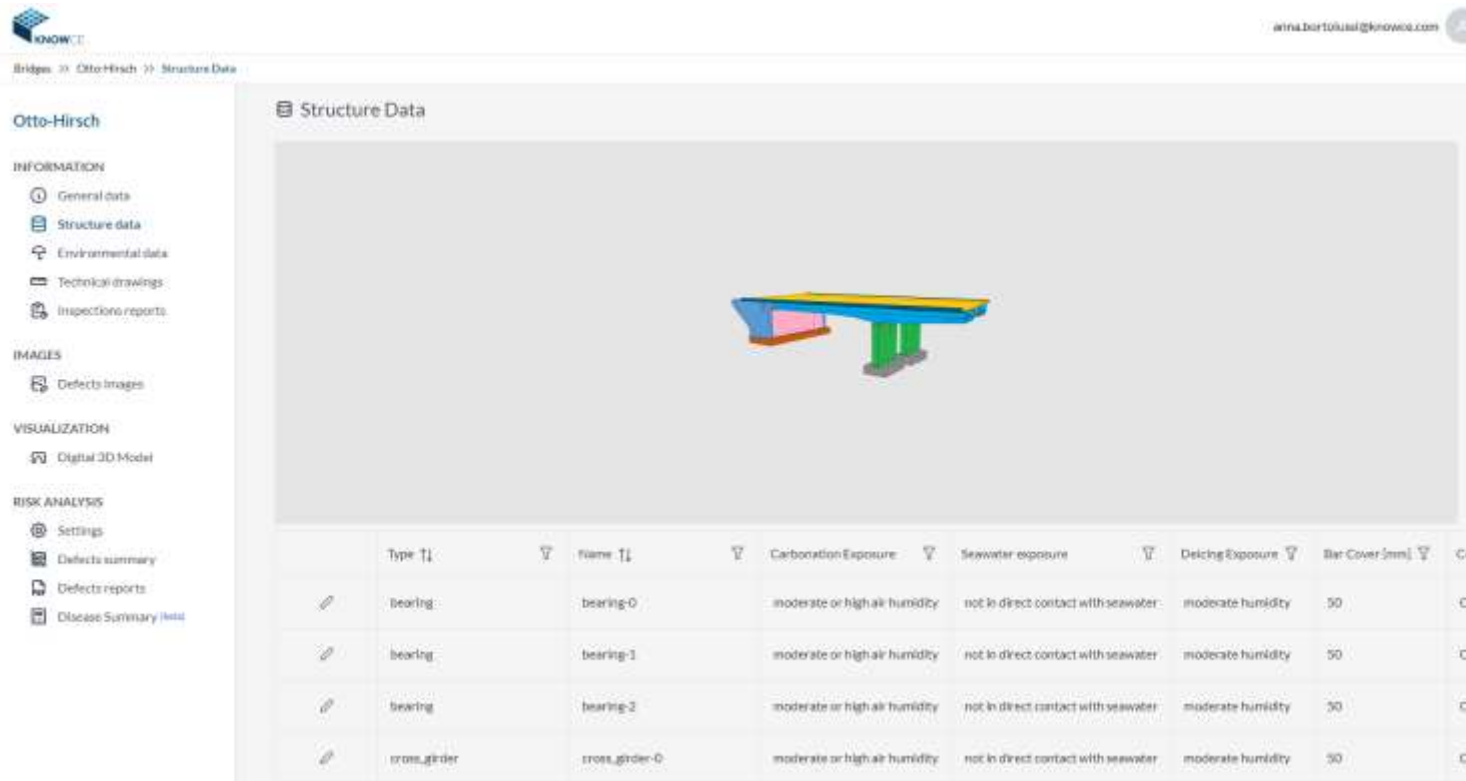 KNOWCE
anna.bortolussi@knowce.com
Bridges >> Otto-Hirsch >> Structure Data
Otto-Hirsch
INFORMATION
General data
Structure data
Environmental data
Technical drawings
Inspections reports
IMAGES
Defects Images
VISUALIZATION
Digital 3D Model
RISK ANALYSIS
Settings
Defects summary
Defects reports
Disease Summary (beta)
Structure Data
Type Name Carbonation Exposure Seawater exposure Deicing Exposure Bar Cover [mm] C
bearing bearing-0 moderate or high air humidity not in direct contact with seawater moderate humidity 50 C
bearing bearing-1 moderate or high air humidity not in direct contact with seawater moderate humidity 50 C
bearing bearing-2 moderate or high air humidity not in direct contact with seawater moderate humidity 50 C
cross_girder cross_girder-0 moderate or high air humidity not in direct contact with seawater moderate humidity 50 C